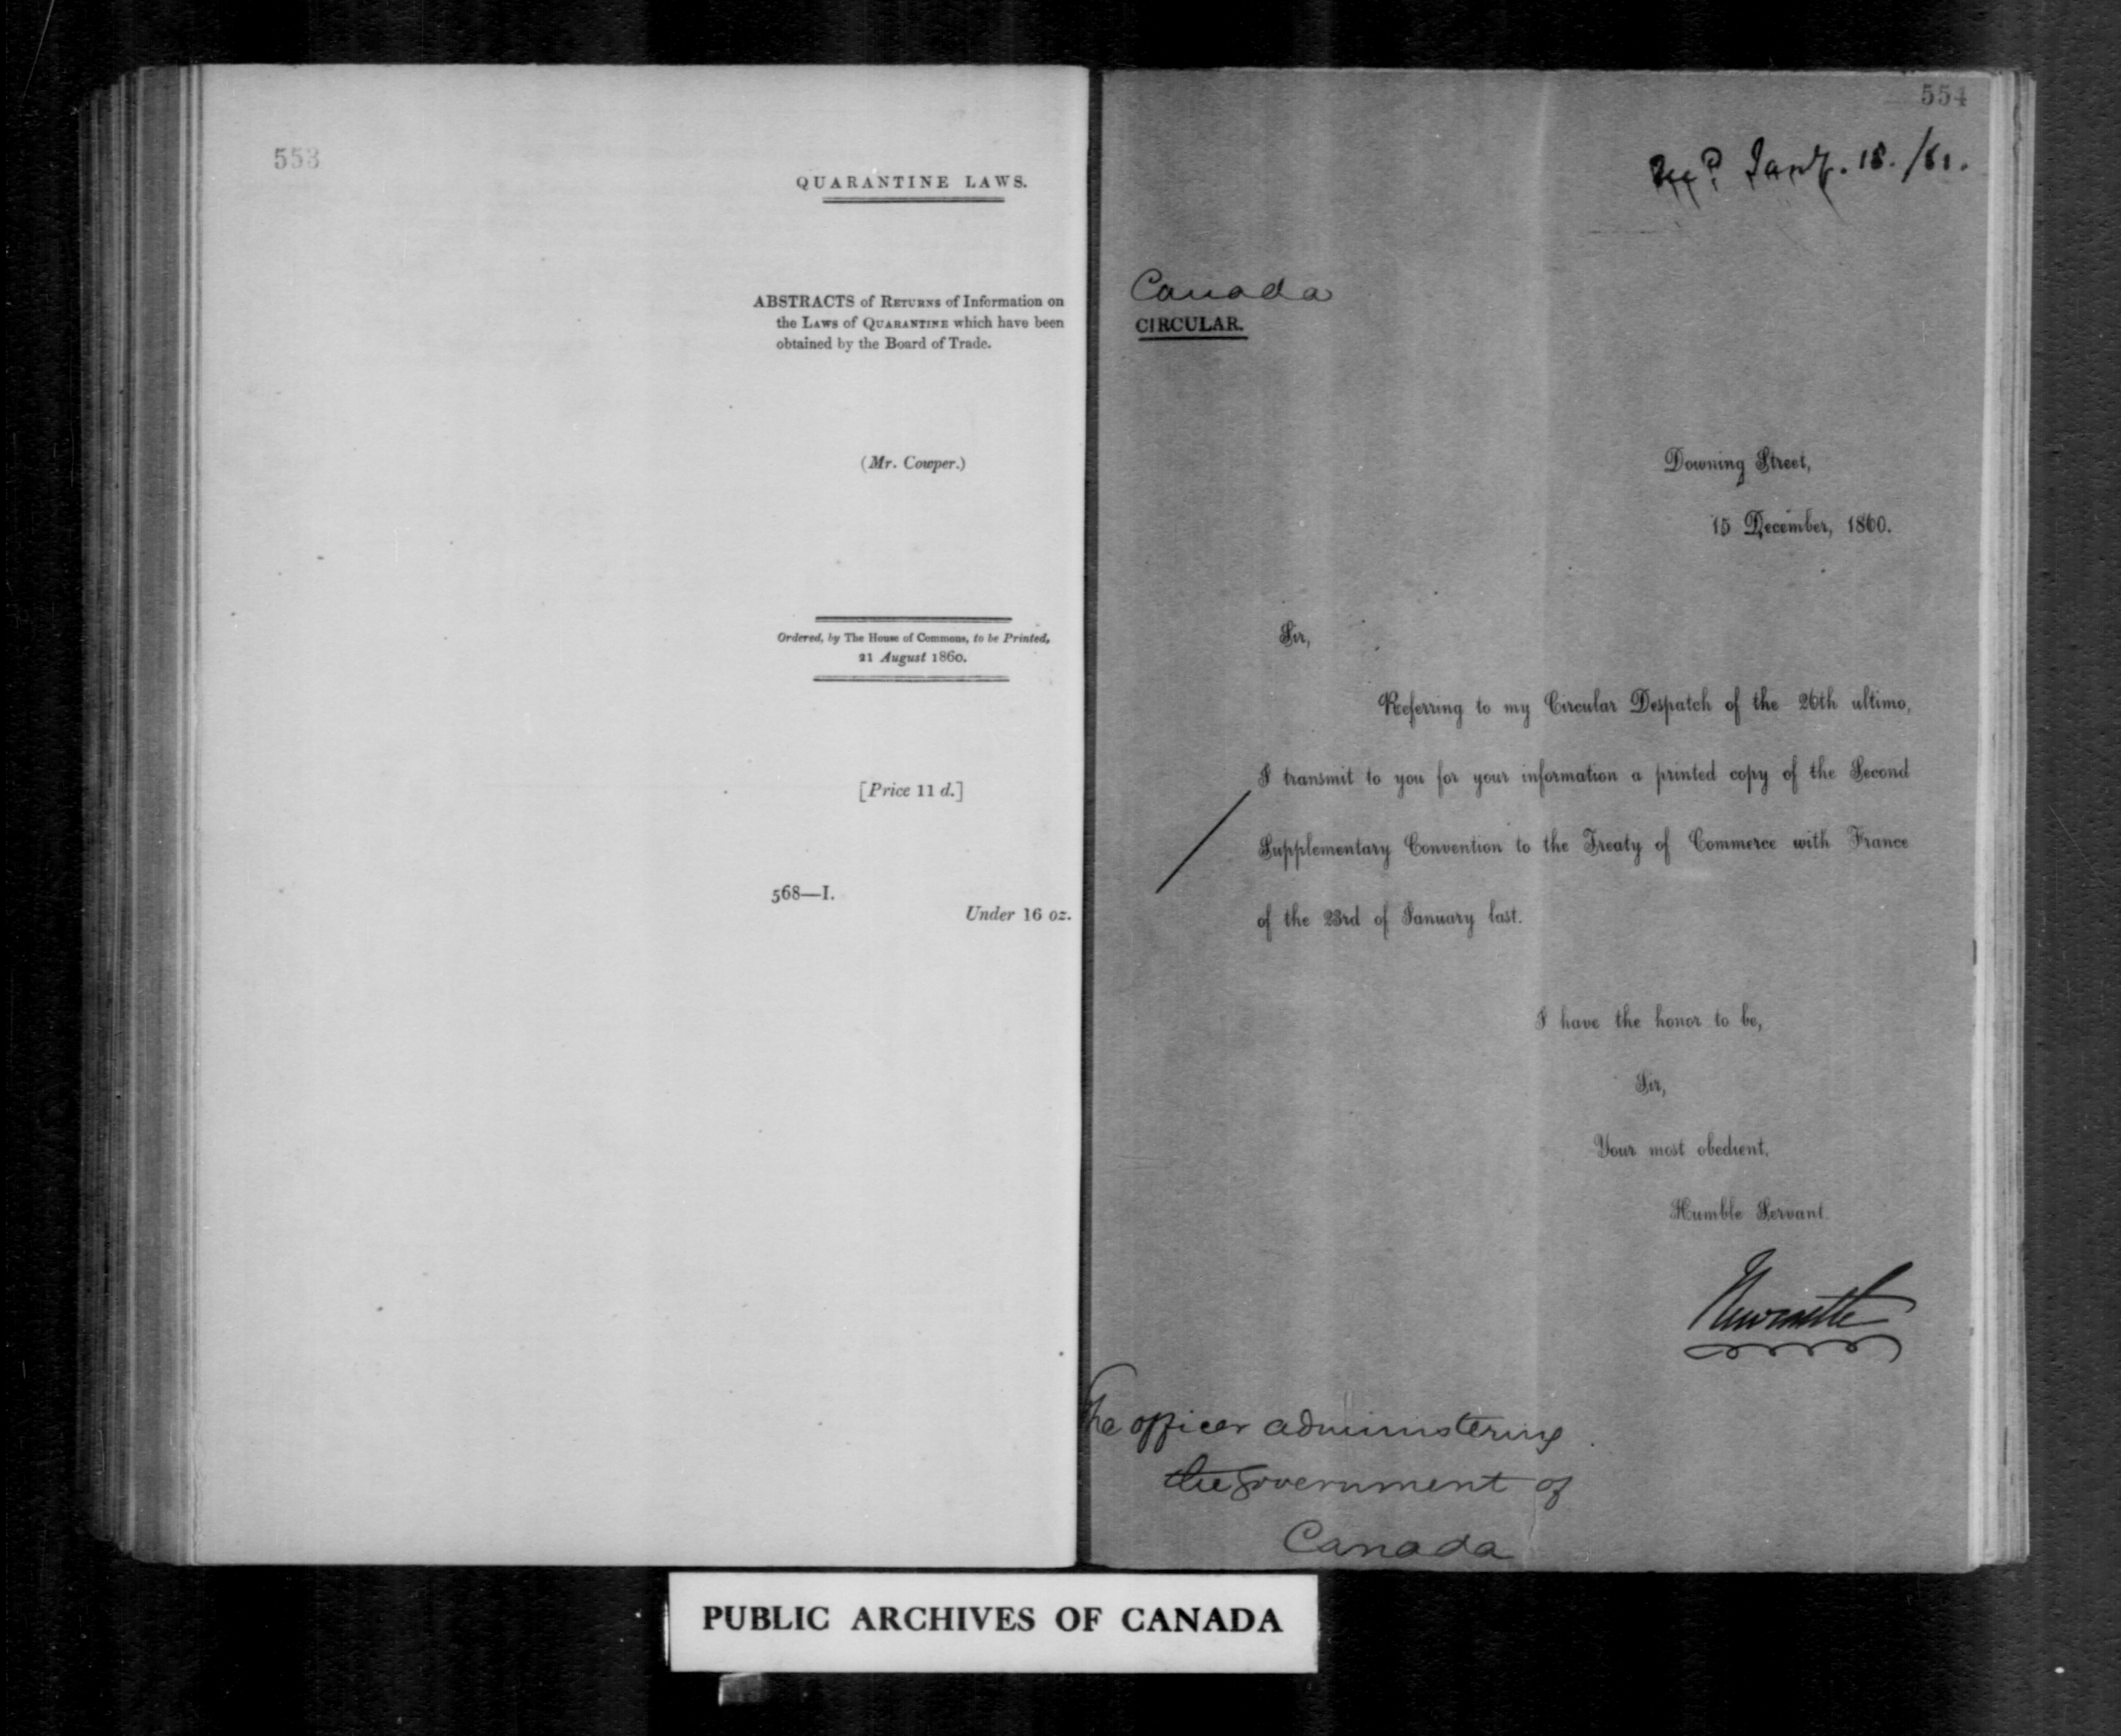 553
QUARANTINE LAWS.
ABSTRACTS of RETURNS of Information on
the LAWS of QUARANTINE which have been
obtained by the Board of Trade.
(Mr. Cowper.)
Ordered, by The House of Commons, to be Printed,
21 August 1860.
[Price 11 d.]
568—I.
Under 16 oz.
554
Jany. 18./61.
Canada
CIRCULAR.
Downing Street,
15 December, 1860.
Sir,
Referring to my Circular Despatch of the 26th ultimo,
I transmit to you for your information a printed copy of the Second
Supplementary Convention to the Treaty of Commerce with France
of the 23rd of January last.
I have the honor to be,
Sir,
Your most obedient,
Humble Servant.
Newcastle
The officer administering
the Government of
Canada
PUBLIC ARCHIVES OF CANADA